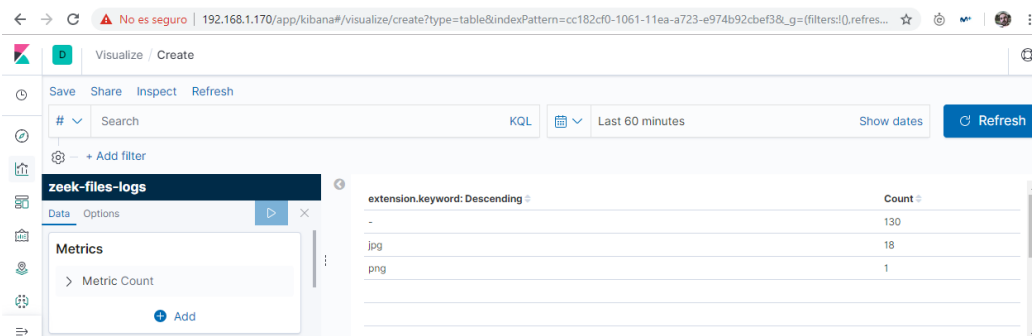 No es seguro | 192.168.1.170/app/kibana#/visualize/create?type=table&indexPattern=cc182cf0-1061-11ea-a723-e974b92cbef3&_g=(filters:!(),refres...
D Visualize / Create
Save Share Inspect Refresh
# Search KQL Last 60 minutes Show dates Refresh
+ Add filter
zeek-files-logs
Data Options
extension.keyword: Descending Count
- 130
jpg 18
png 1
Metrics
Metric Count
Add